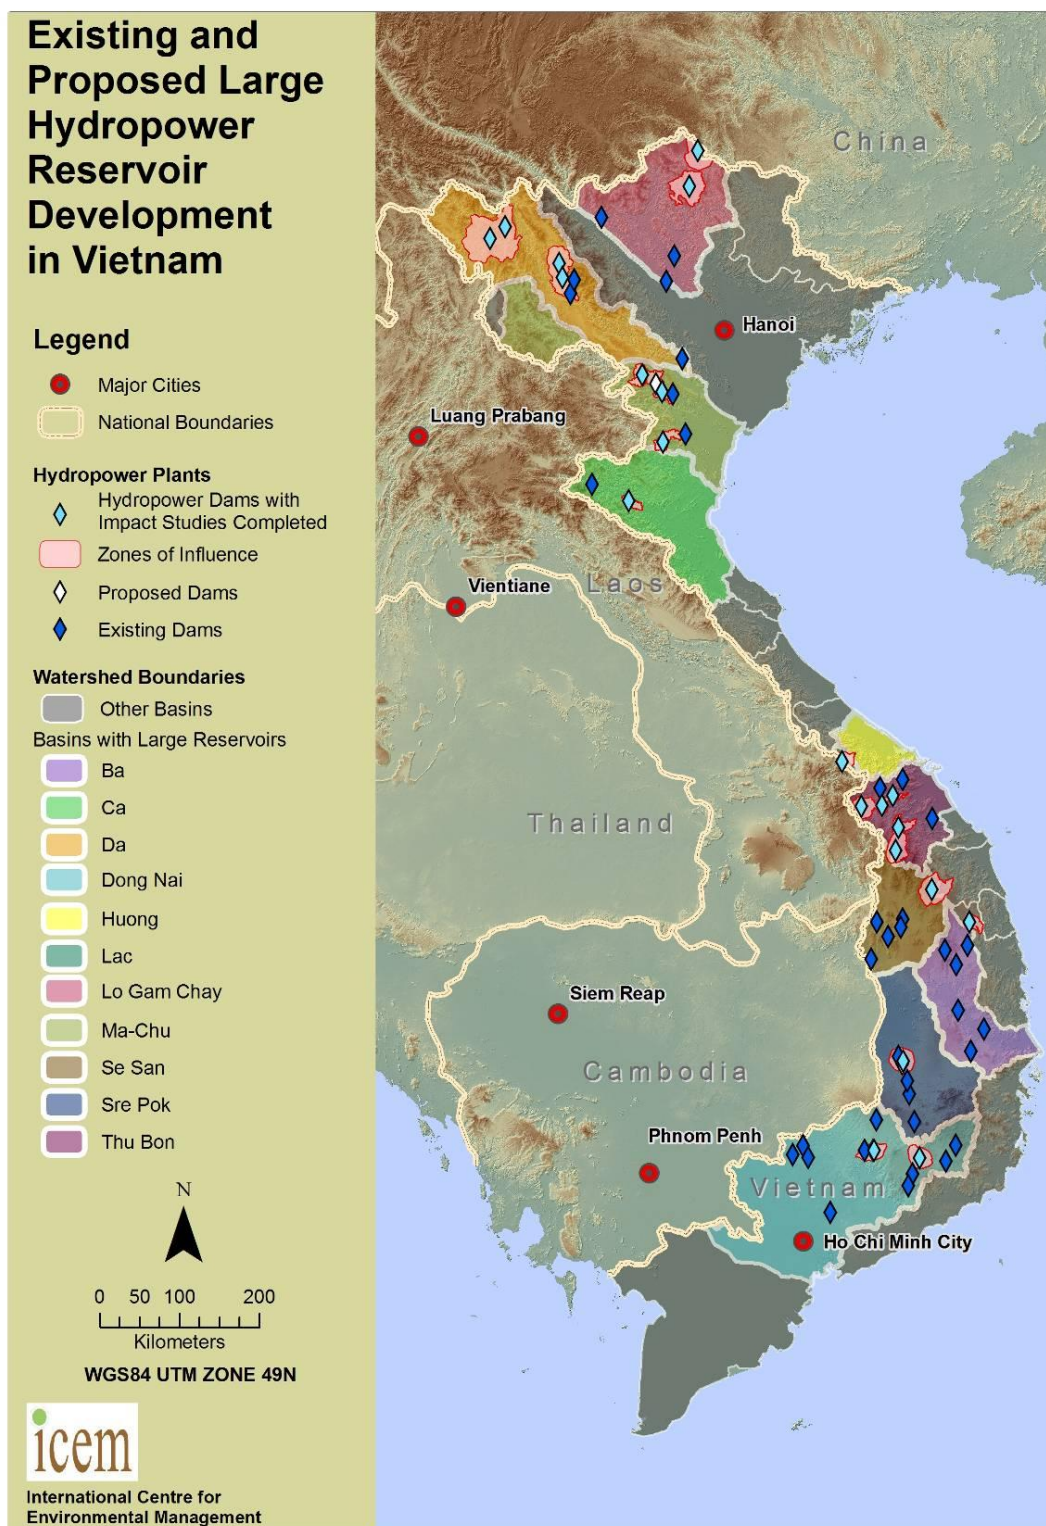 Existing and
Proposed Large
Hydropower
Reservoir
Development
in Vietnam
Legend
Major Cities
National Boundaries
Hydropower Plants
Hydropower Dams with
Impact Studies Completed
Zones of Influence
Proposed Dams
Existing Dams
Watershed Boundaries
Other Basins
Basins with Large Reservoirs
Ba
Ca
Da
Dong Nai
Huong
Lac
Lo Gam Chay
Ma-Chu
Se San
Sre Pok
Thu Bon
N
0 50 100 200
Kilometers
WGS84 UTM ZONE 49N
icem
International Centre for
Environmental Management
China
Hanoi
Luang Prabang
Laos
Vientiane
Thailand
Siem Reap
Cambodia
Phnom Penh
Vietnam
Ho Chi Minh City